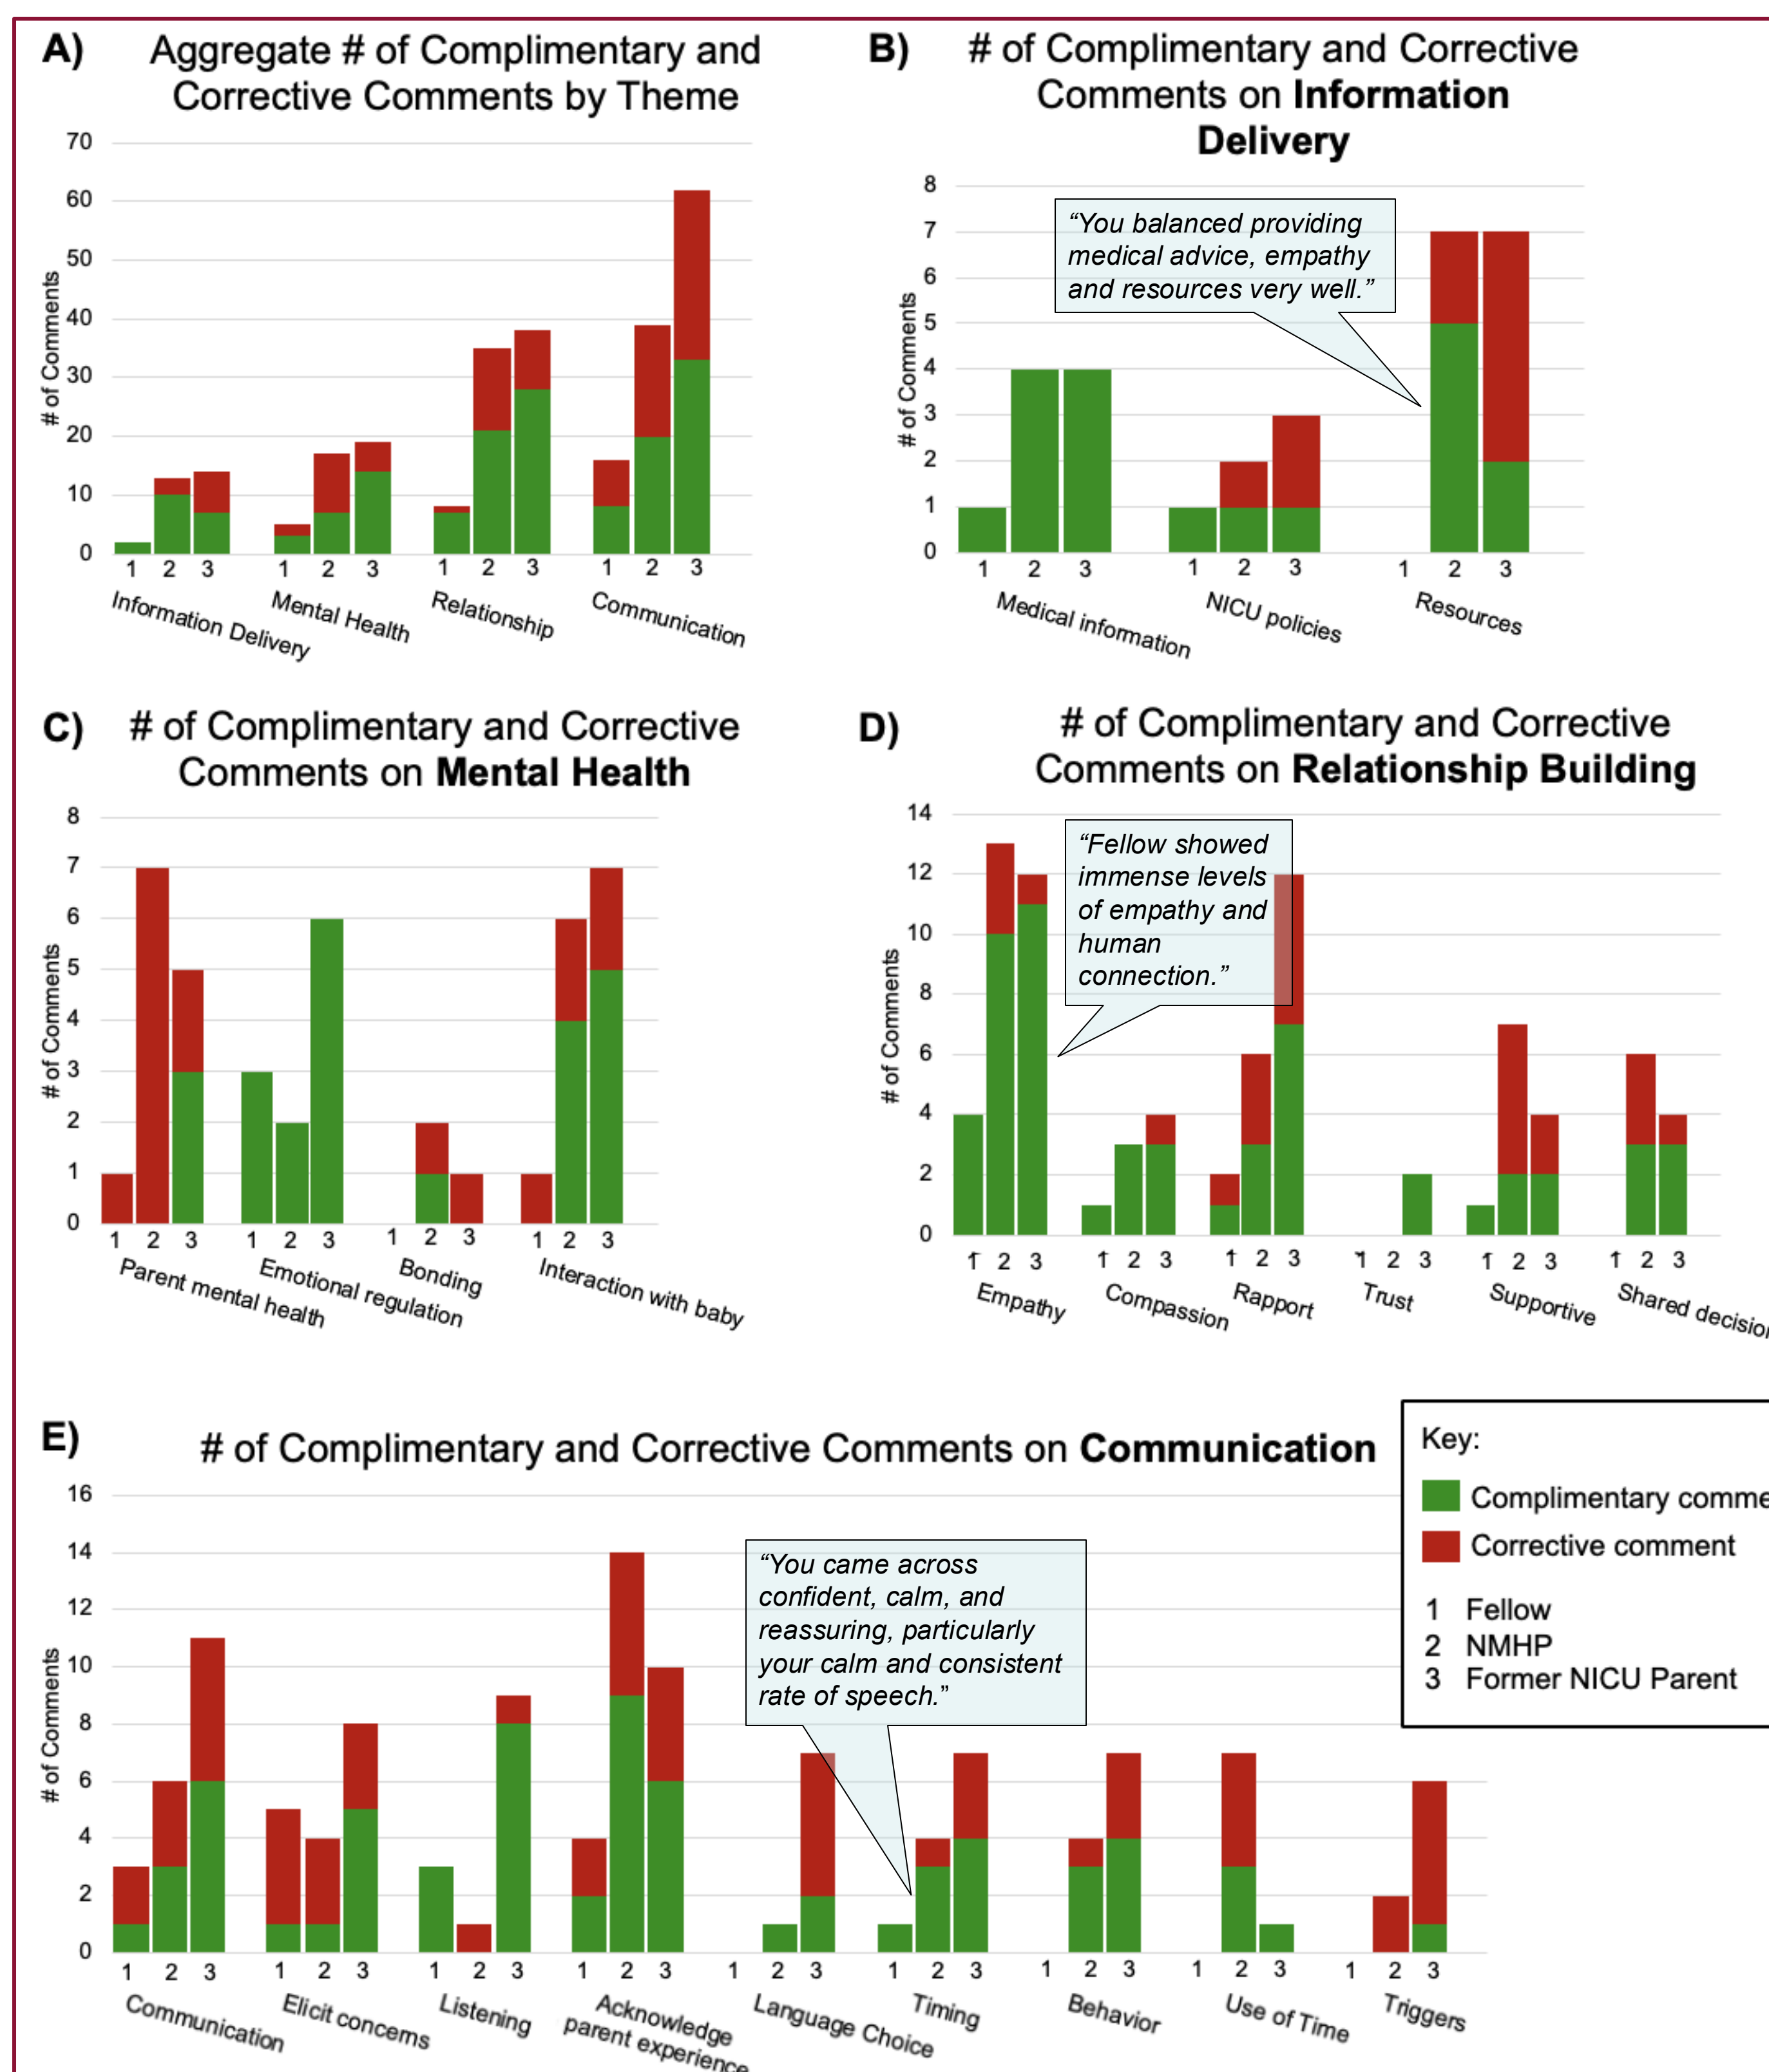 A)
Aggregate # of Complimentary and
Corrective Comments by Theme
# of Comments
70
60
50
40
30
20
10
0
1 2 3 1 2 3 1 2 3 1 2 3
Information Delivery
Mental Health
Relationship
Communication
B)
# of Complimentary and Corrective
Comments on Information
Delivery
# of Comments
8
7
6
5
4
3
2
1
0
“You balanced providing
medical advice, empathy
and resources very well.”
1 2 3 1 2 3 1 2 3
Medical information
NICU policies
Resources
C)
# of Complimentary and Corrective
Comments on Mental Health
# of Comments
8
7
6
5
4
3
2
1
0
1 2 3 1 2 3 1 2 3 1 2 3
Parent mental health
Emotional regulation
Bonding
Interaction with baby
D)
# of Complimentary and Corrective
Comments on Relationship Building
# of Comments
14
12
10
8
6
4
2
0
“Fellow showed
immense levels
of empathy and
human
connection.”
1 2 3 1 2 3 1 2 3 1 2 3 1 2 3 1 2 3
Empathy
Compassion
Rapport
Trust
Supportive
Shared decision
E)
# of Complimentary and Corrective Comments on Communication
# of Comments
16
14
12
10
8
6
4
2
0
“You came across
confident, calm, and
reassuring, particularly
your calm and consistent
rate of speech.”
1 2 3 1 2 3 1 2 3 1 2 3 1 2 3 1 2 3 1 2 3 1 2 3 1 2 3
Communication
Elicit concerns
Listening
Acknowledge
parent experience
Language Choice
Timing
Behavior
Use of Time
Triggers
Key:
Complimentary comme
Corrective comment
1 Fellow
2 NMHP
3 Former NICU Parent